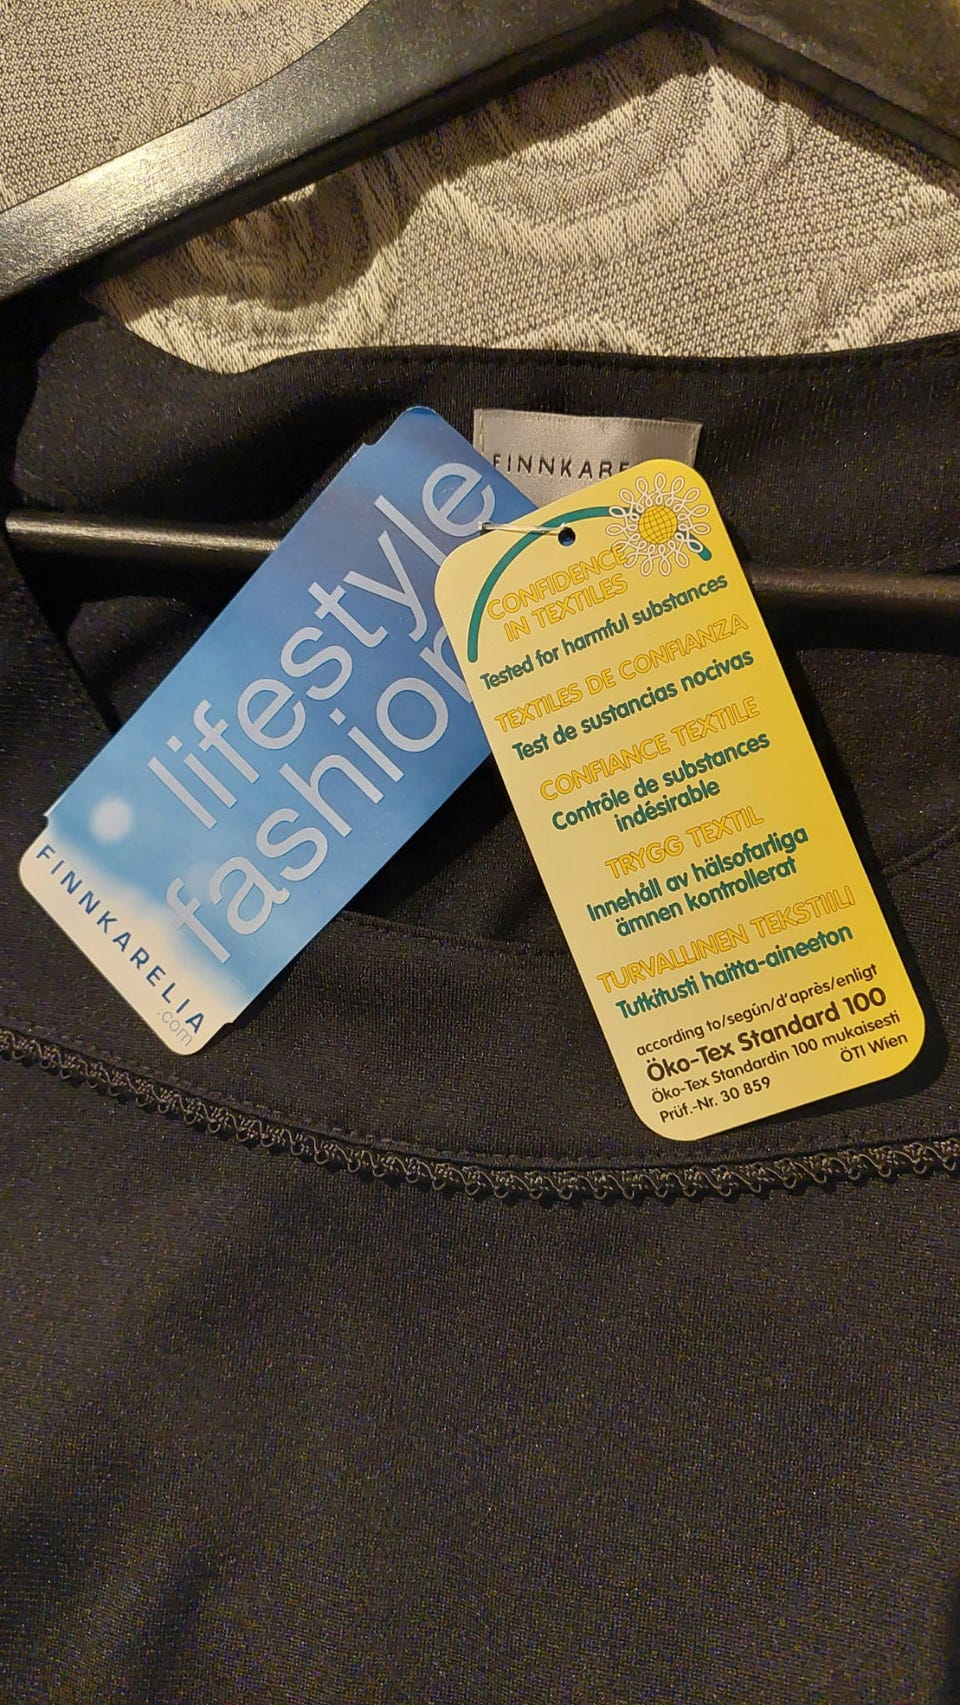 lifestyle
fashion
FINNKARELIA
.com
FINNKARE
CONFIDENCE
IN TEXTILES
Tested for harmful substances
TEXTILES DE CONFIANZA
Test de sustancias nocivas
CONFIANCE TEXTILE
Contrôle de substances
indésirable
TRYGG TEXTIL
Innehåll av hälsofarliga
ämnen kontrollerat
TURVALLINEN TEKSTIILI
Tutkitusti haitta-aineeton
according to/según/d'après/enligt
Öko-Tex Standard 100
Öko-Tex Standardin 100 mukaisesti
Prüf.-Nr. 30 859
ÖTI Wien